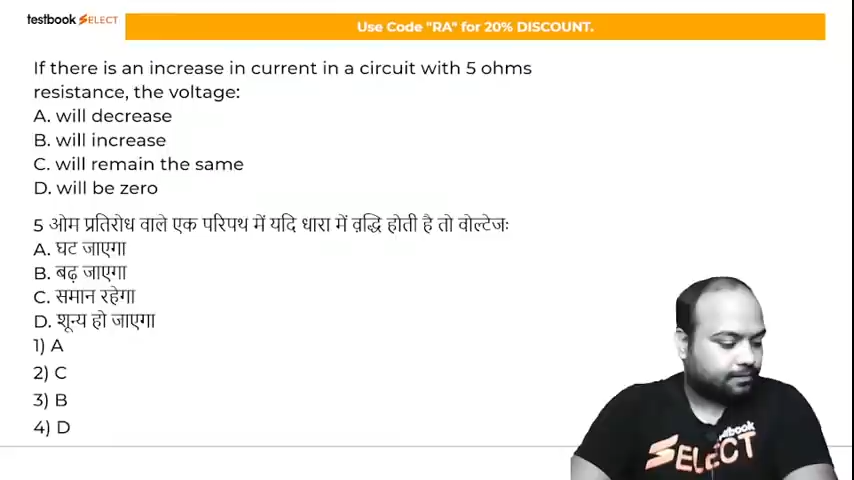 testbook SELECT
Use Code "RA" for 20% DISCOUNT.
If there is an increase in current in a circuit with 5 ohms
resistance, the voltage:
A. will decrease
B. will increase
C. will remain the same
D. will be zero
5 ओम प्रतिरोध वाले एक परिपथ में यदि धारा में व़द्धि होती है तो वोल्टेजः
A. घट जाएगा
B. बढ़ जाएगा
C. समान रहेगा
D. शून्य हो जाएगा
1) A
2) C
3) B
4) D
testbook
SELECT